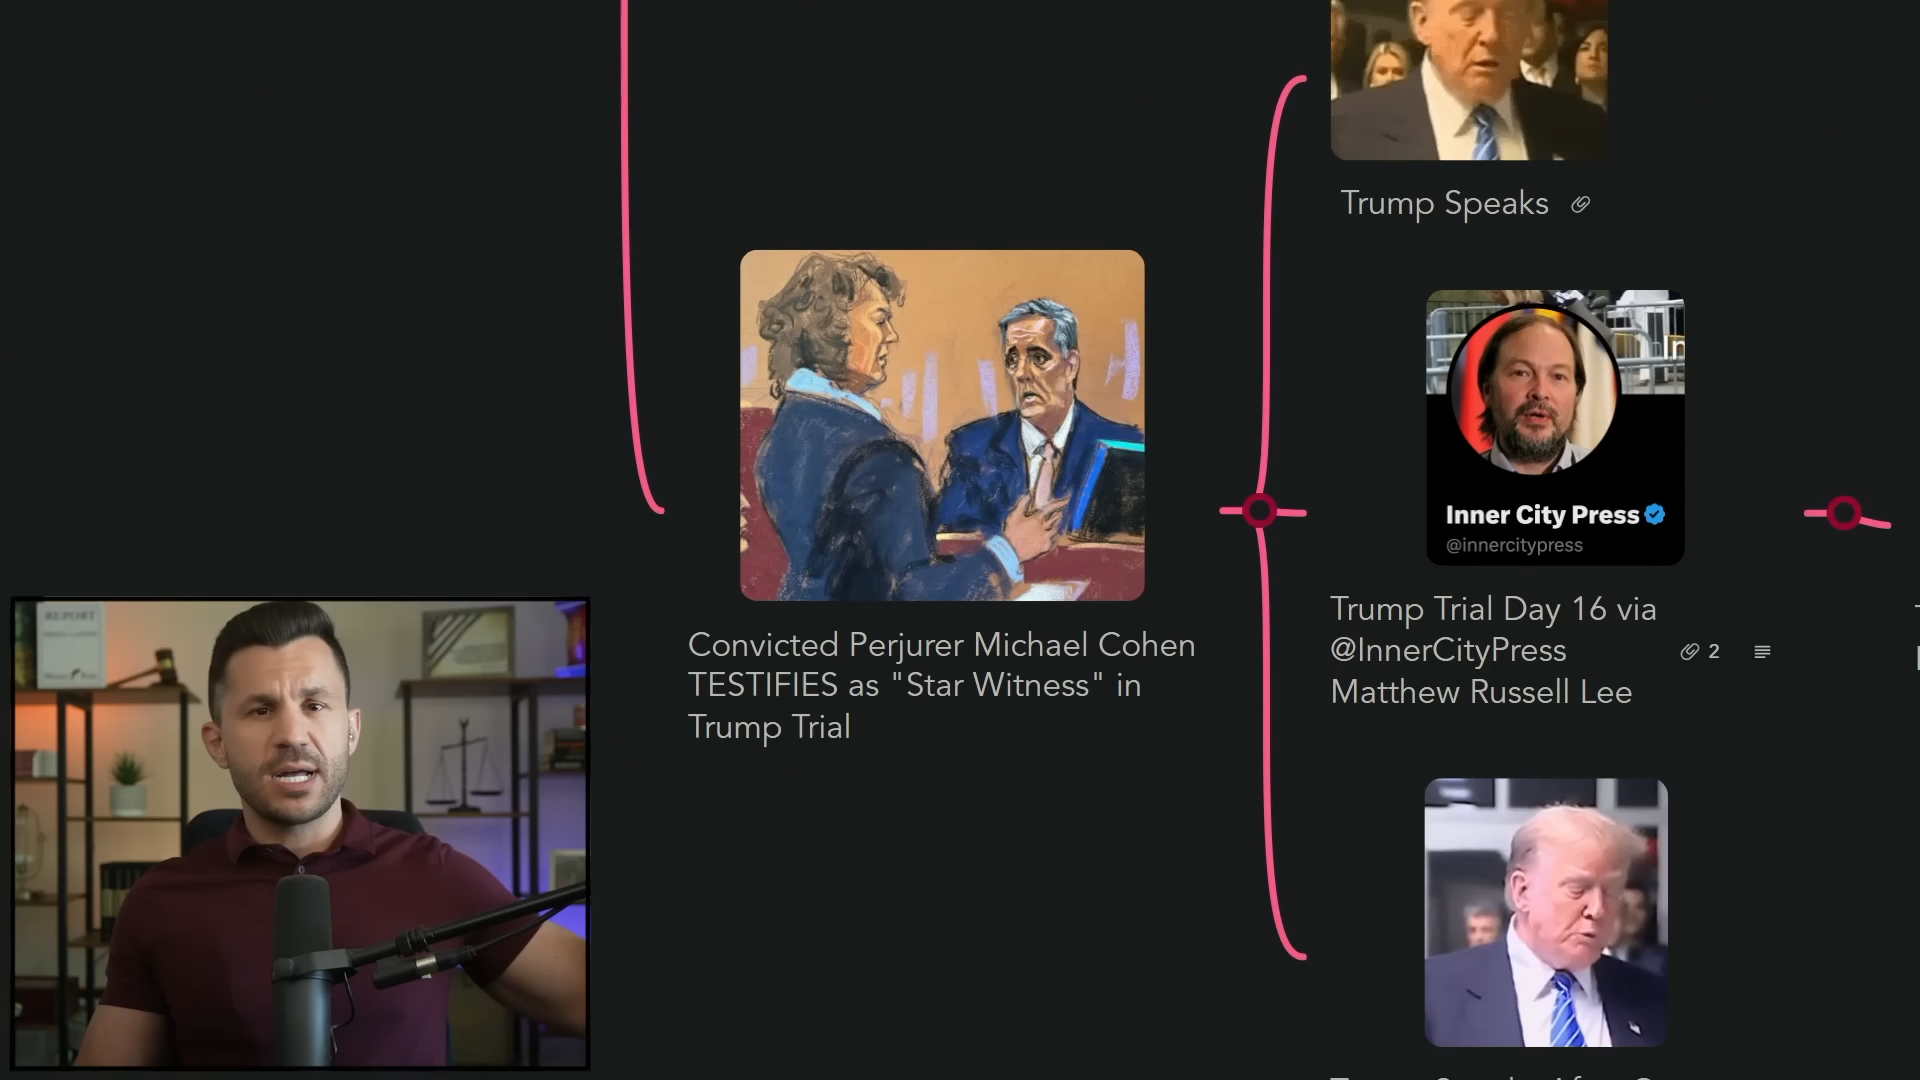 Trump Speaks
Inner City Press
@innercitypress
Convicted Perjurer Michael Cohen
TESTIFIES as "Star Witness" in
Trump Trial
Trump Trial Day 16 via
@InnerCityPress
Matthew Russell Lee
2
REPORT